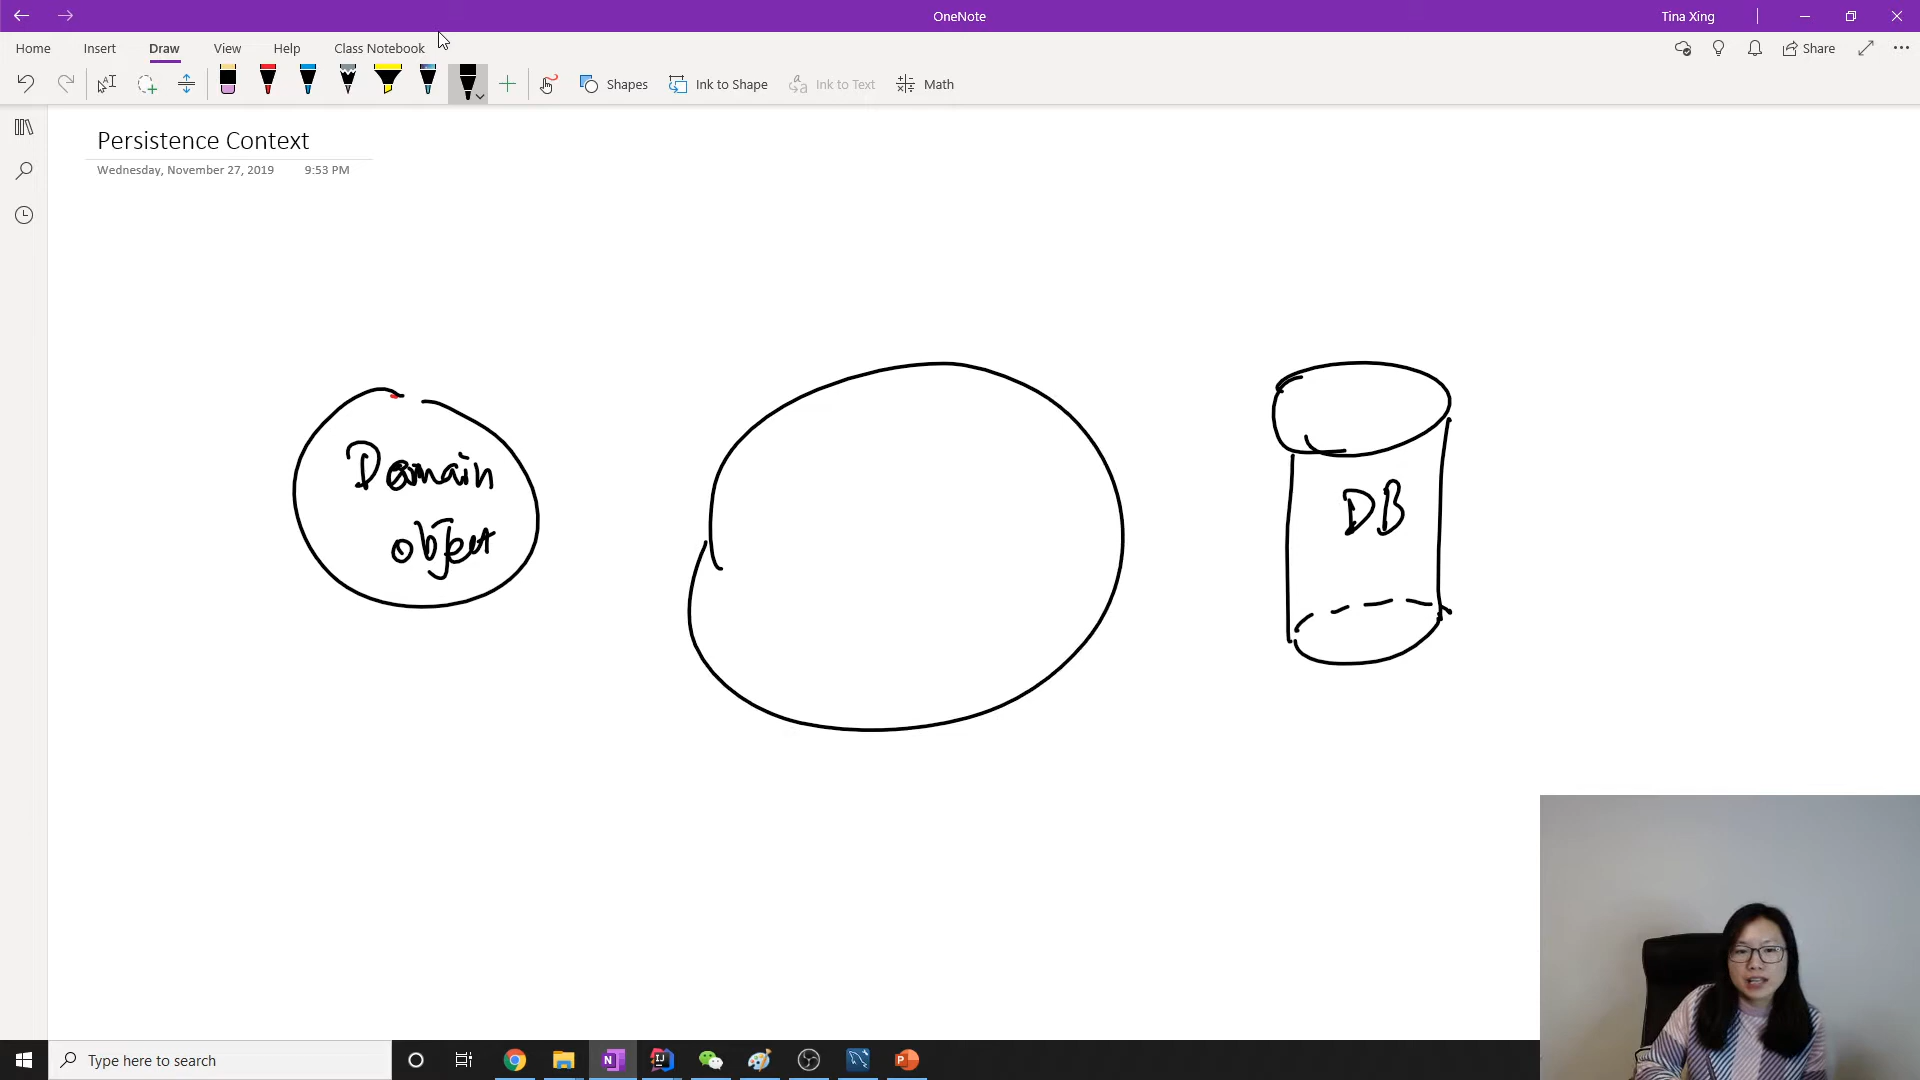 OneNote
Tina Xing
Home
Insert
Draw
View
Help
Class Notebook
Share
Shapes
Ink to Shape
Ink to Text
Math
Persistence Context
Wednesday, November 27, 2019 9:53 PM
Domain
object
DB
Type here to search